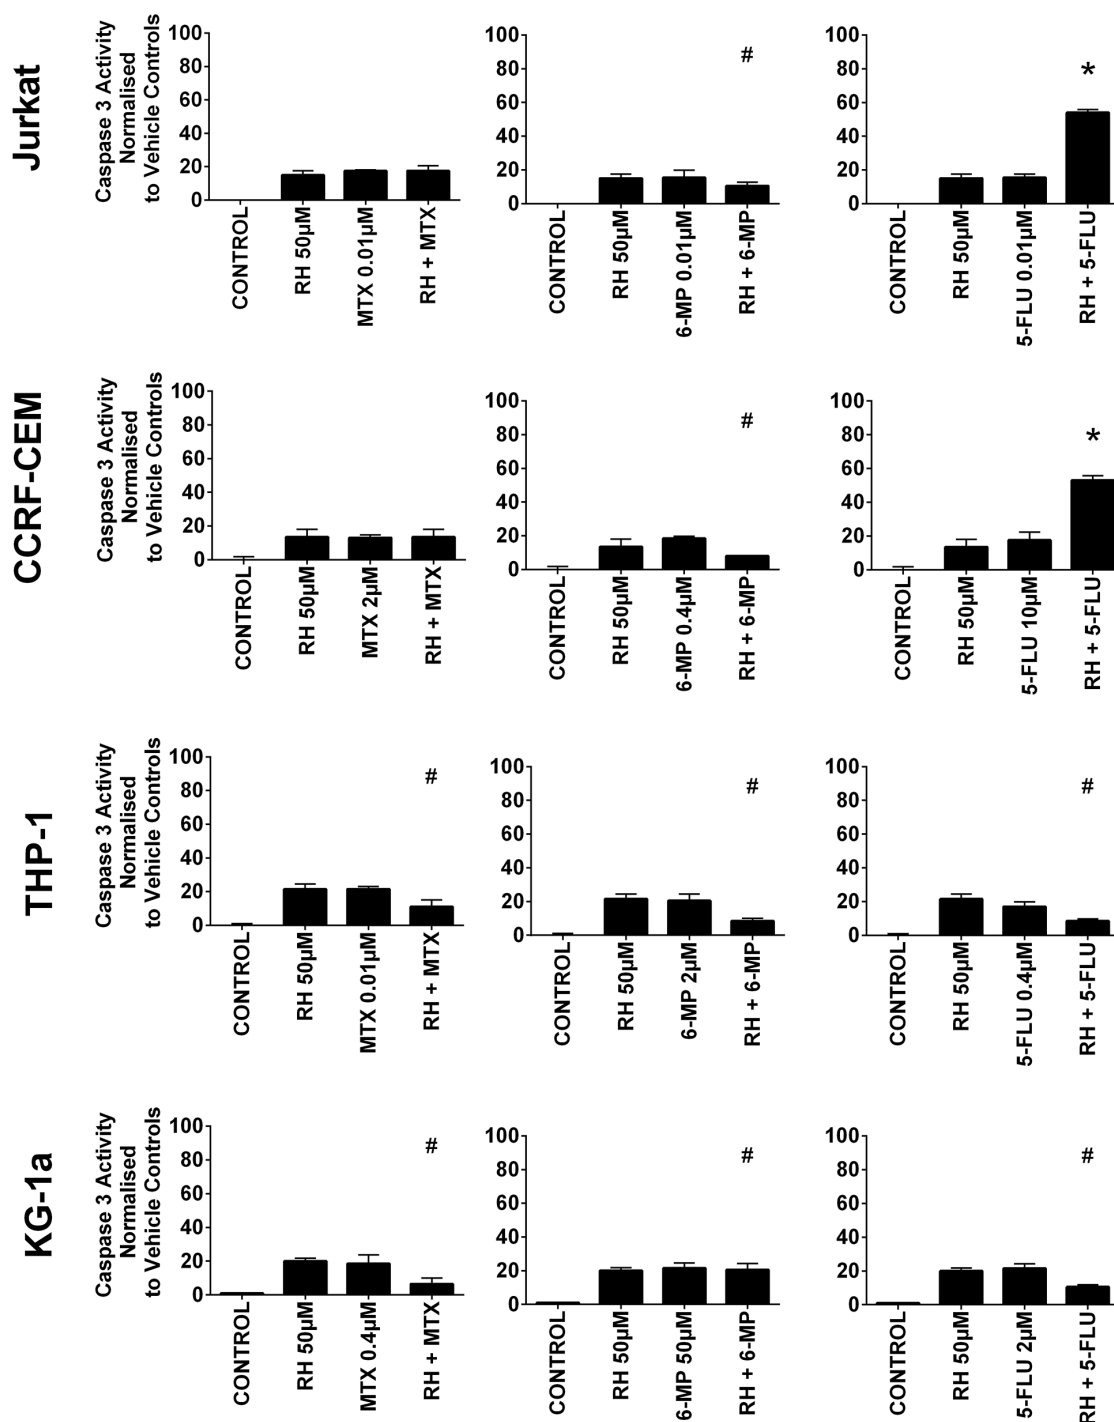 Jurkat
Caspase 3 Activity
Normalised
to Vehicle Controls
100
80
60
40
20
0
CONTROL
RH 50µM
MTX 0.01µM
RH + MTX
100
80
60
40
20
0
#
CONTROL
RH 50µM
6-MP 0.01µM
RH + 6-MP
100
80
60
40
20
0
*
CONTROL
RH 50µM
5-FLU 0.01µM
RH + 5-FLU
CCRF-CEM
Caspase 3 Activity
Normalised
to Vehicle Controls
100
80
60
40
20
0
CONTROL
RH 50µM
MTX 2µM
RH + MTX
100
80
60
40
20
0
#
CONTROL
RH 50µM
6-MP 0.4µM
RH + 6-MP
100
80
60
40
20
0
*
CONTROL
RH 50µM
5-FLU 10µM
RH + 5-FLU
THP-1
Caspase 3 Activity
Normalised
to Vehicle Controls
100
80
60
40
20
0
#
CONTROL
RH 50µM
MTX 0.01µM
RH + MTX
100
80
60
40
20
0
#
CONTROL
RH 50µM
6-MP 2µM
RH + 6-MP
100
80
60
40
20
0
#
CONTROL
RH 50µM
5-FLU 0.4µM
RH + 5-FLU
KG-1a
Caspase 3 Activity
Normalised
to Vehicle Controls
100
80
60
40
20
0
#
CONTROL
RH 50µM
MTX 0.4µM
RH + MTX
100
80
60
40
20
0
#
CONTROL
RH 50µM
6-MP 50µM
RH + 6-MP
100
80
60
40
20
0
#
CONTROL
RH 50µM
5-FLU 2µM
RH + 5-FLU